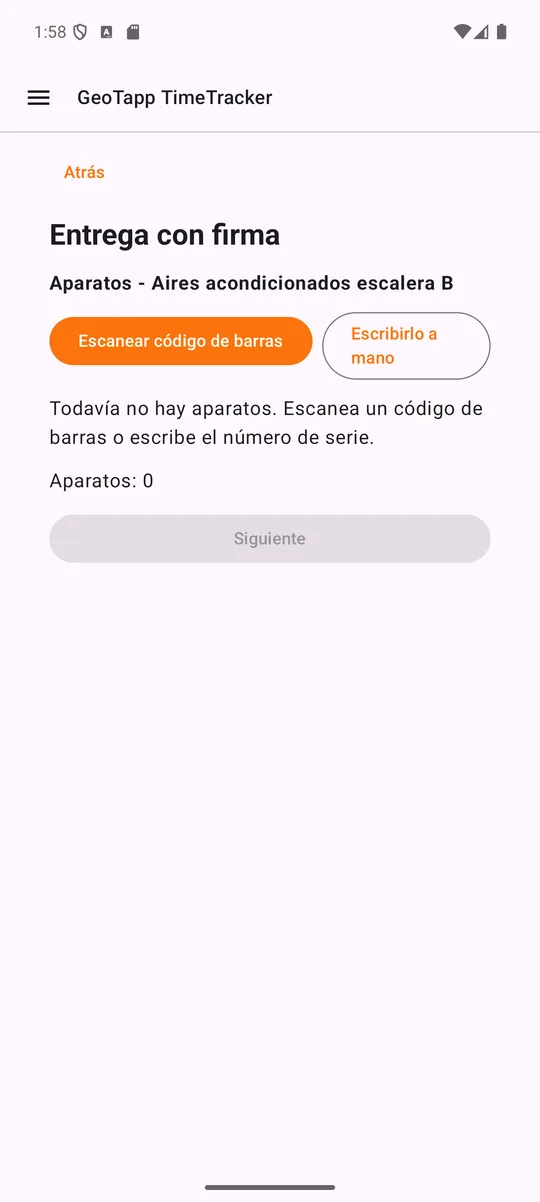 1:58
GeoTapp TimeTracker
Atrás
Entrega con firma
Aparatos - Aires acondicionados escalera B
Escanear código de barras
Escribirlo a
mano
Todavía no hay aparatos. Escanea un código de
barras o escribe el número de serie.
Aparatos: 0
Siguiente